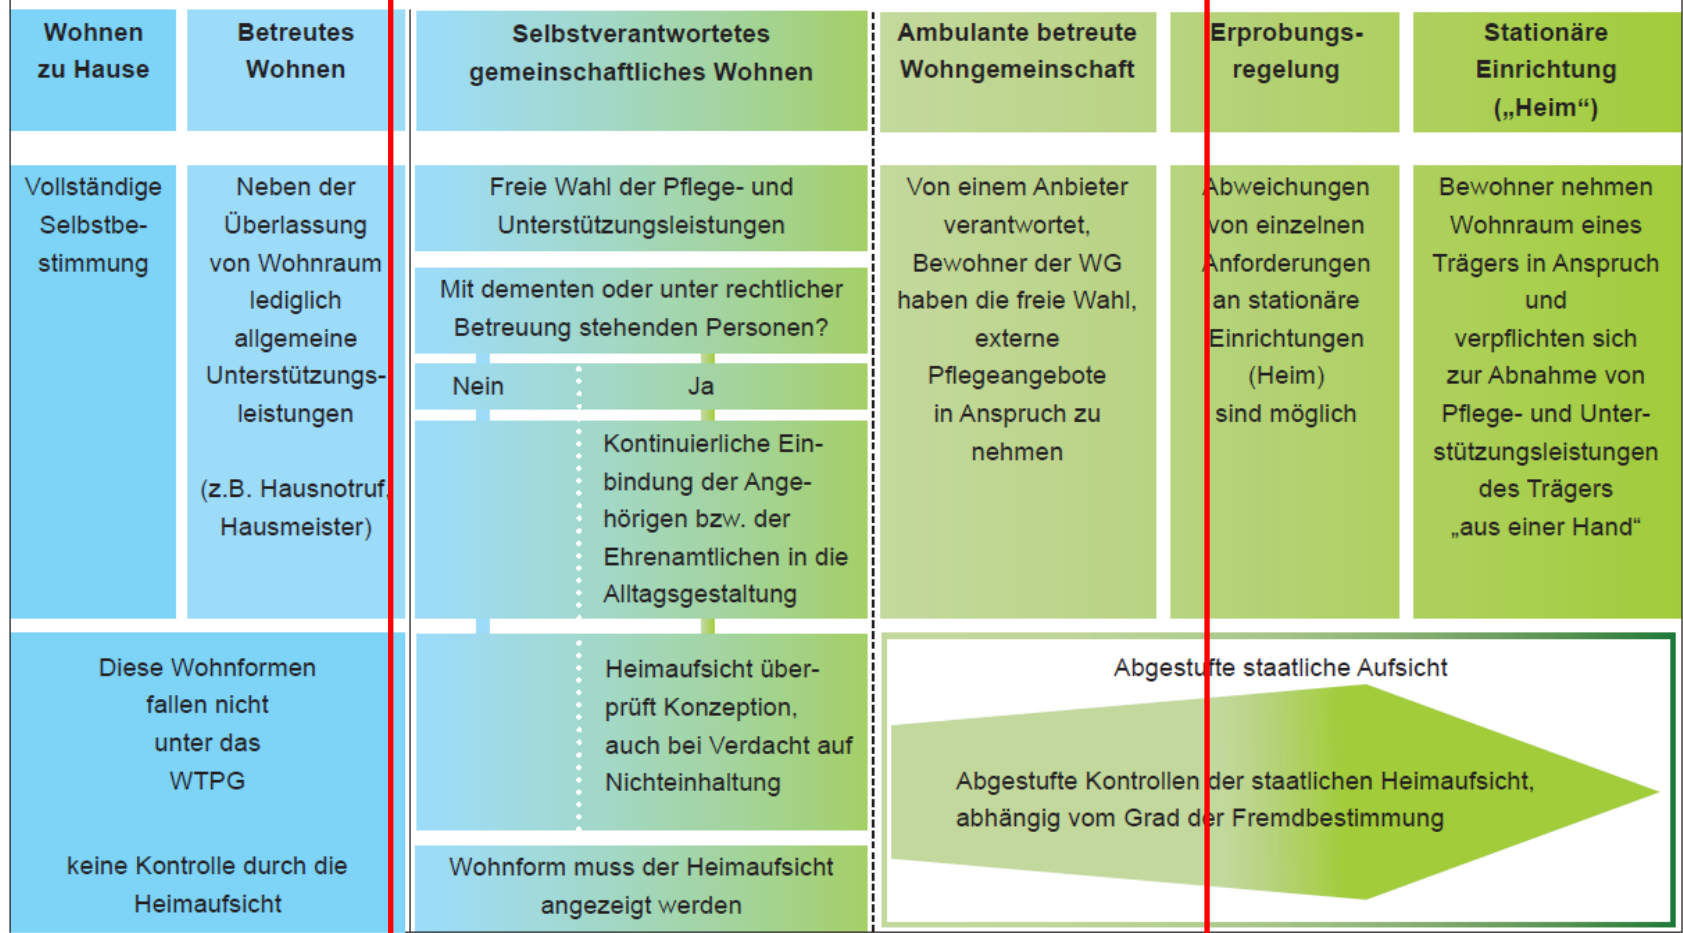 Wohnen
zu Hause
Betreutes
Wohnen
Selbstverantwortetes
gemeinschaftliches Wohnen
Ambulante betreute
Wohngemeinschaft
Erprobungs-
regelung
Stationäre
Einrichtung
(„Heim“)
Vollständige
Selbstbe-
stimmung
Neben der
Überlassung
von Wohnraum
lediglich
allgemeine
Unterstützungs-
leistungen
(z.B. Hausnotruf,
Hausmeister)
Freie Wahl der Pflege- und
Unterstützungsleistungen
Mit dementen oder unter rechtlicher
Betreuung stehenden Personen?
Nein
Ja
Kontinuierliche Ein-
bindung der Ange-
hörigen bzw. der
Ehrenamtlichen in die
Alltagsgestaltung
Von einem Anbieter
verantwortet,
Bewohner der WG
haben die freie Wahl,
externe
Pflegeangebote
in Anspruch zu
nehmen
Abweichungen
von einzelnen
Anforderungen
an stationäre
Einrichtungen
(Heim)
sind möglich
Bewohner nehmen
Wohnraum eines
Trägers in Anspruch
und
verpflichten sich
zur Abnahme von
Pflege- und Unter-
stützungsleistungen
des Trägers
„aus einer Hand“
Diese Wohnformen
fallen nicht
unter das
WTPG
keine Kontrolle durch die
Heimaufsicht
Heimaufsicht über-
prüft Konzeption,
auch bei Verdacht auf
Nichteinhaltung
Wohnform muss der Heimaufsicht
angezeigt werden
Abgestufte staatliche Aufsicht
Abgestufte Kontrollen der staatlichen Heimaufsicht,
abhängig vom Grad der Fremdbestimmung